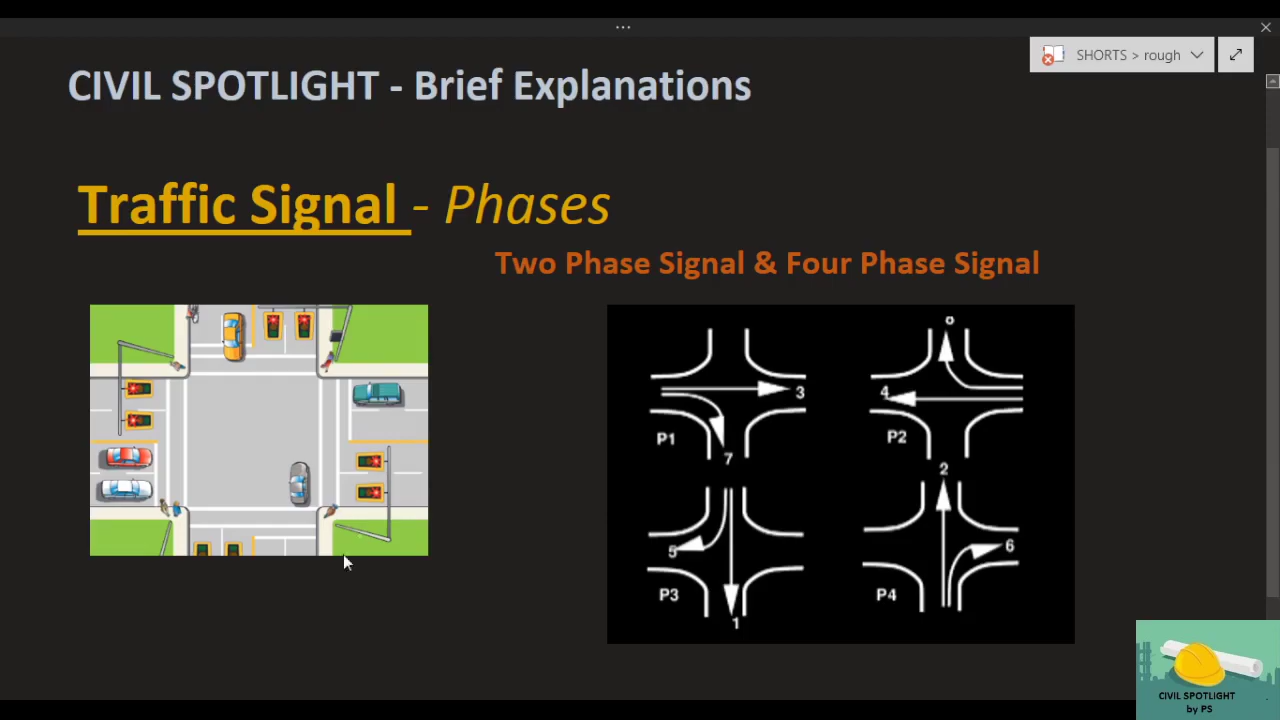 ...
SHORTS > rough
CIVIL SPOTLIGHT - Brief Explanations
Traffic Signal - Phases
Two Phase Signal & Four Phase Signal
3
P1
7
8
4
P2
5
P3
1
2
6
P4
CIVIL SPOTLIGHT
by PS